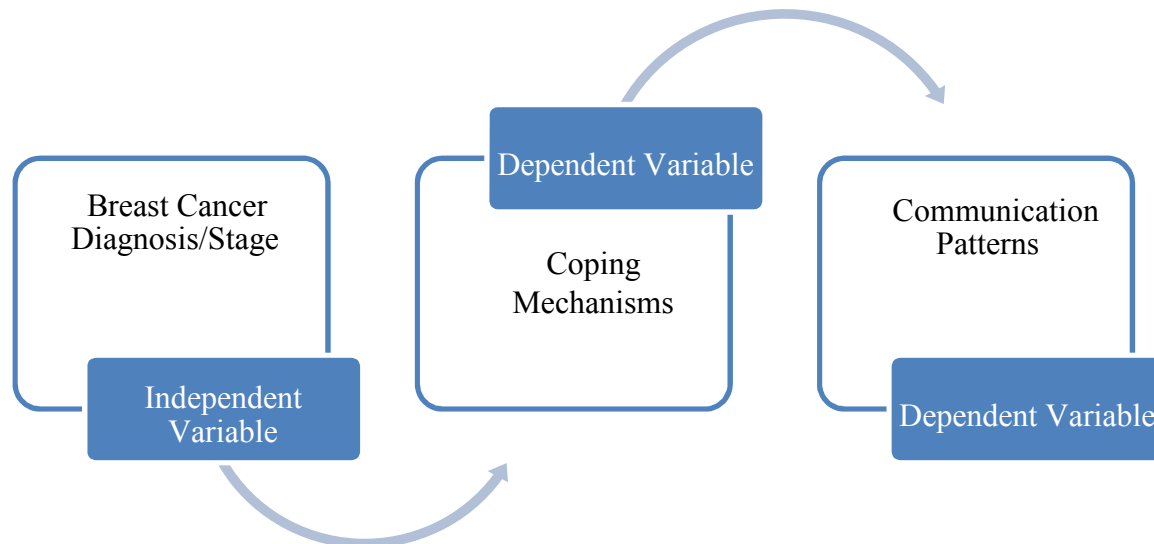 Breast Cancer
Diagnosis/Stage
Independent
Variable
Dependent Variable
Coping
Mechanisms
Communication
Patterns
Dependent Variable